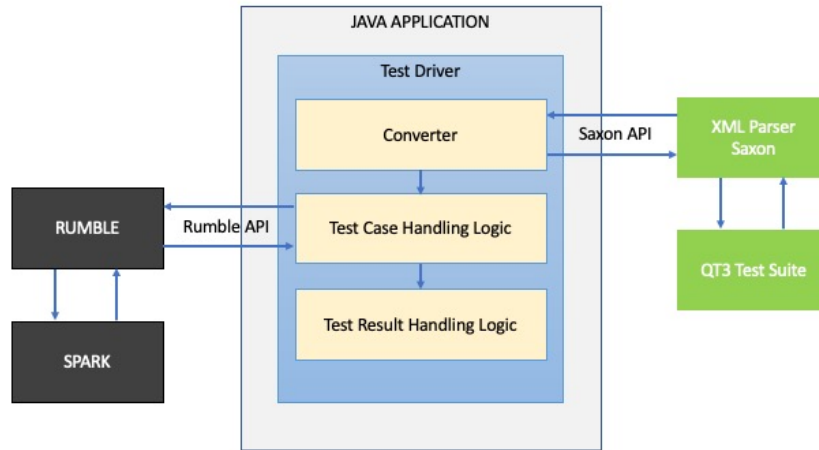 JAVA APPLICATION
Test Driver
Converter
Saxon API
XML Parser
Saxon
RUMBLE
Rumble API
Test Case Handling Logic
QT3 Test Suite
Test Result Handling Logic
SPARK